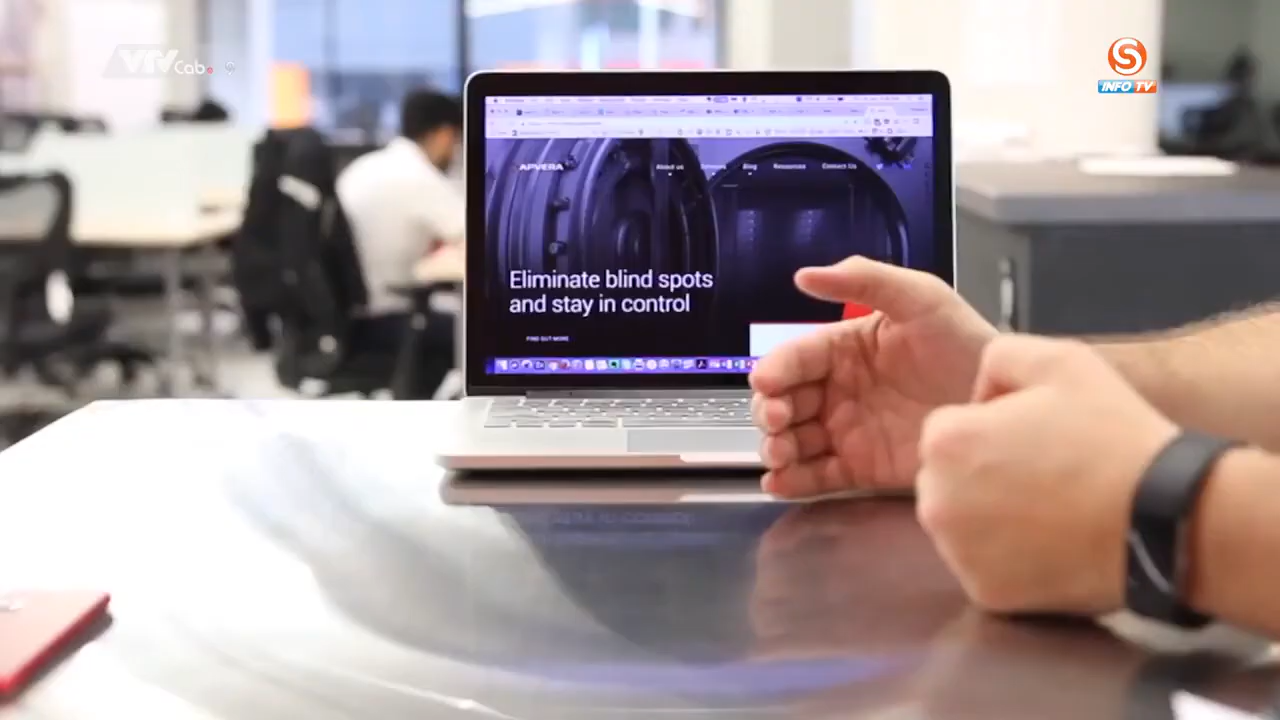 VTVCab
S
INFO TV
APVERA
About us
Blog
Resources
Contact Us
Eliminate blind spots
and stay in control
FIND OUT MORE